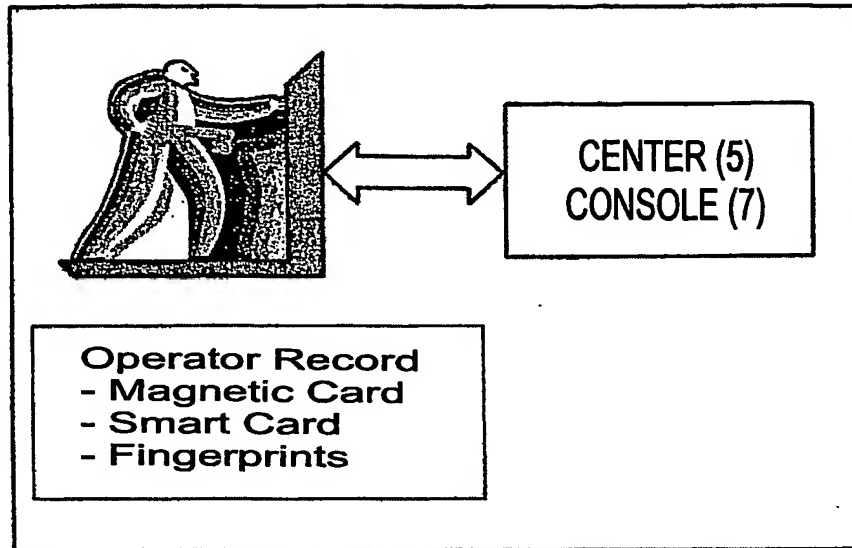 CENTER (5)
CONSOLE (7)
Operator Record
- Magnetic Card
- Smart Card
- Fingerprints